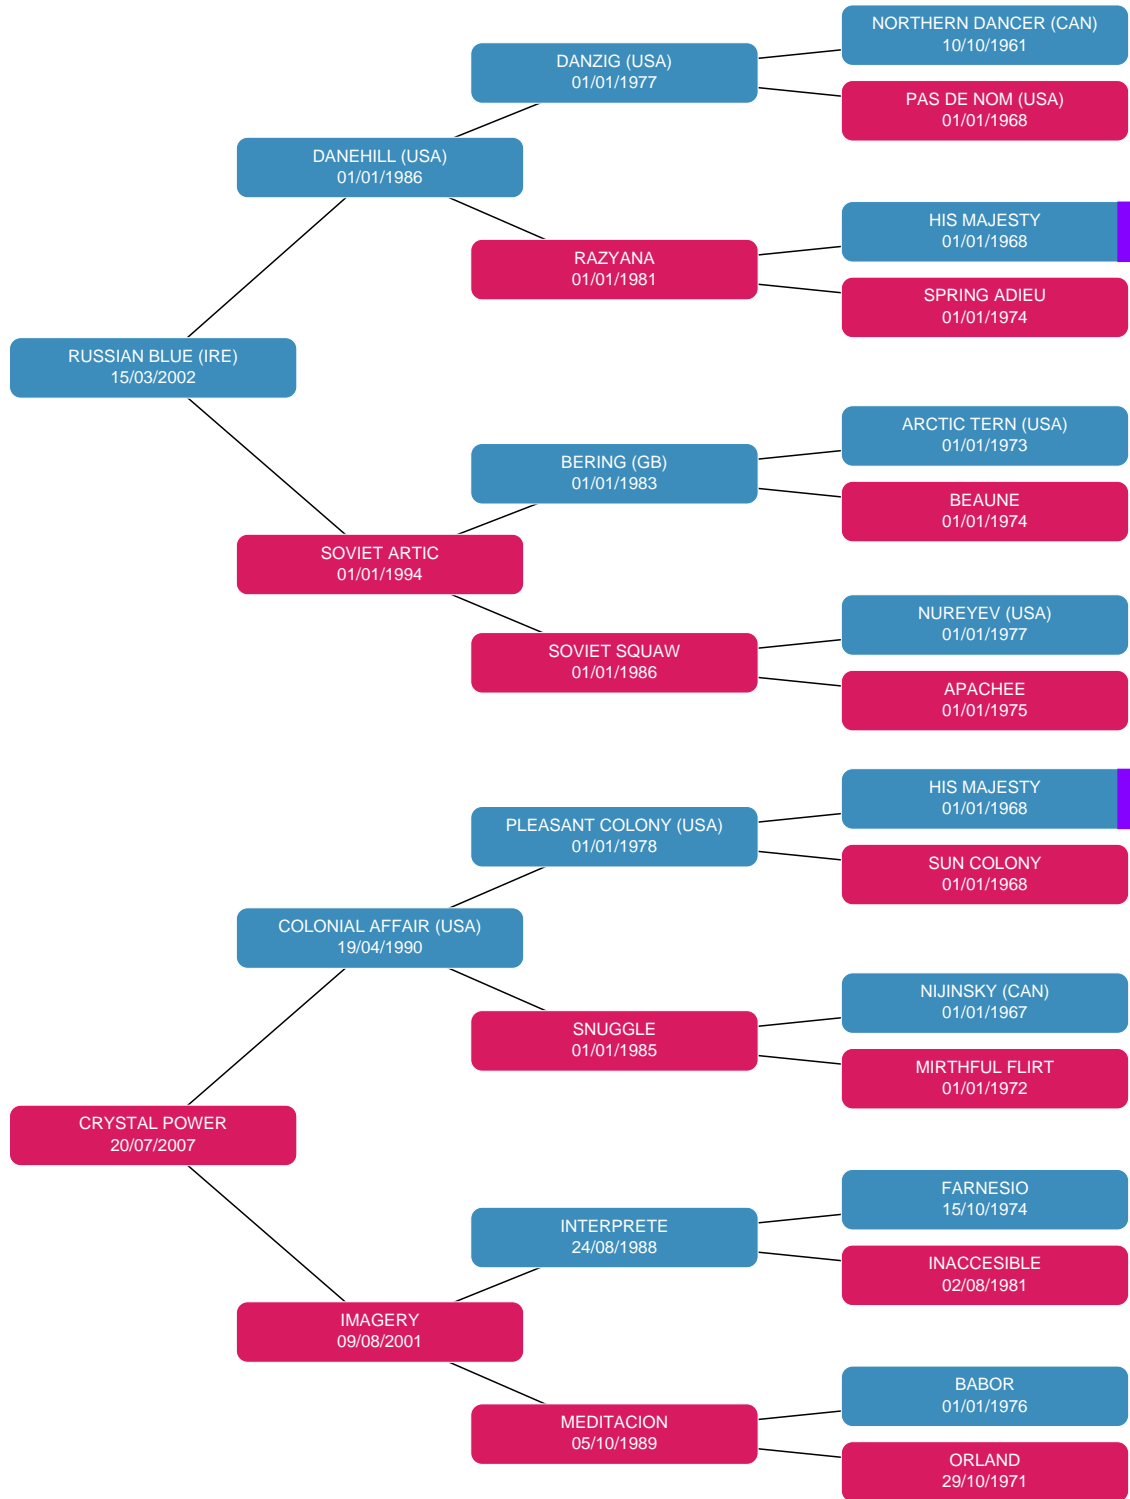 NORTHERN DANCER (CAN)
10/10/1961
DANZIG (USA)
01/01/1977
PAS DE NOM (USA)
01/01/1968
DANEHILL (USA)
01/01/1986
HIS MAJESTY
01/01/1968
RAZYANA
01/01/1981
SPRING ADIEU
01/01/1974
RUSSIAN BLUE (IRE)
15/03/2002
ARCTIC TERN (USA)
01/01/1973
BERING (GB)
01/01/1983
BEAUNE
01/01/1974
SOVIET ARTIC
01/01/1994
NUREYEV (USA)
01/01/1977
SOVIET SQUAW
01/01/1986
APACHEE
01/01/1975
HIS MAJESTY
01/01/1968
PLEASANT COLONY (USA)
01/01/1978
SUN COLONY
01/01/1968
COLONIAL AFFAIR (USA)
19/04/1990
NIJINSKY (CAN)
01/01/1967
SNUGGLE
01/01/1985
MIRTHFUL FLIRT
01/01/1972
CRYSTAL POWER
20/07/2007
FARNESIO
15/10/1974
INTERPRETE
24/08/1988
INACCESIBLE
02/08/1981
IMAGERY
09/08/2001
BABOR
01/01/1976
MEDITACION
05/10/1989
ORLAND
29/10/1971